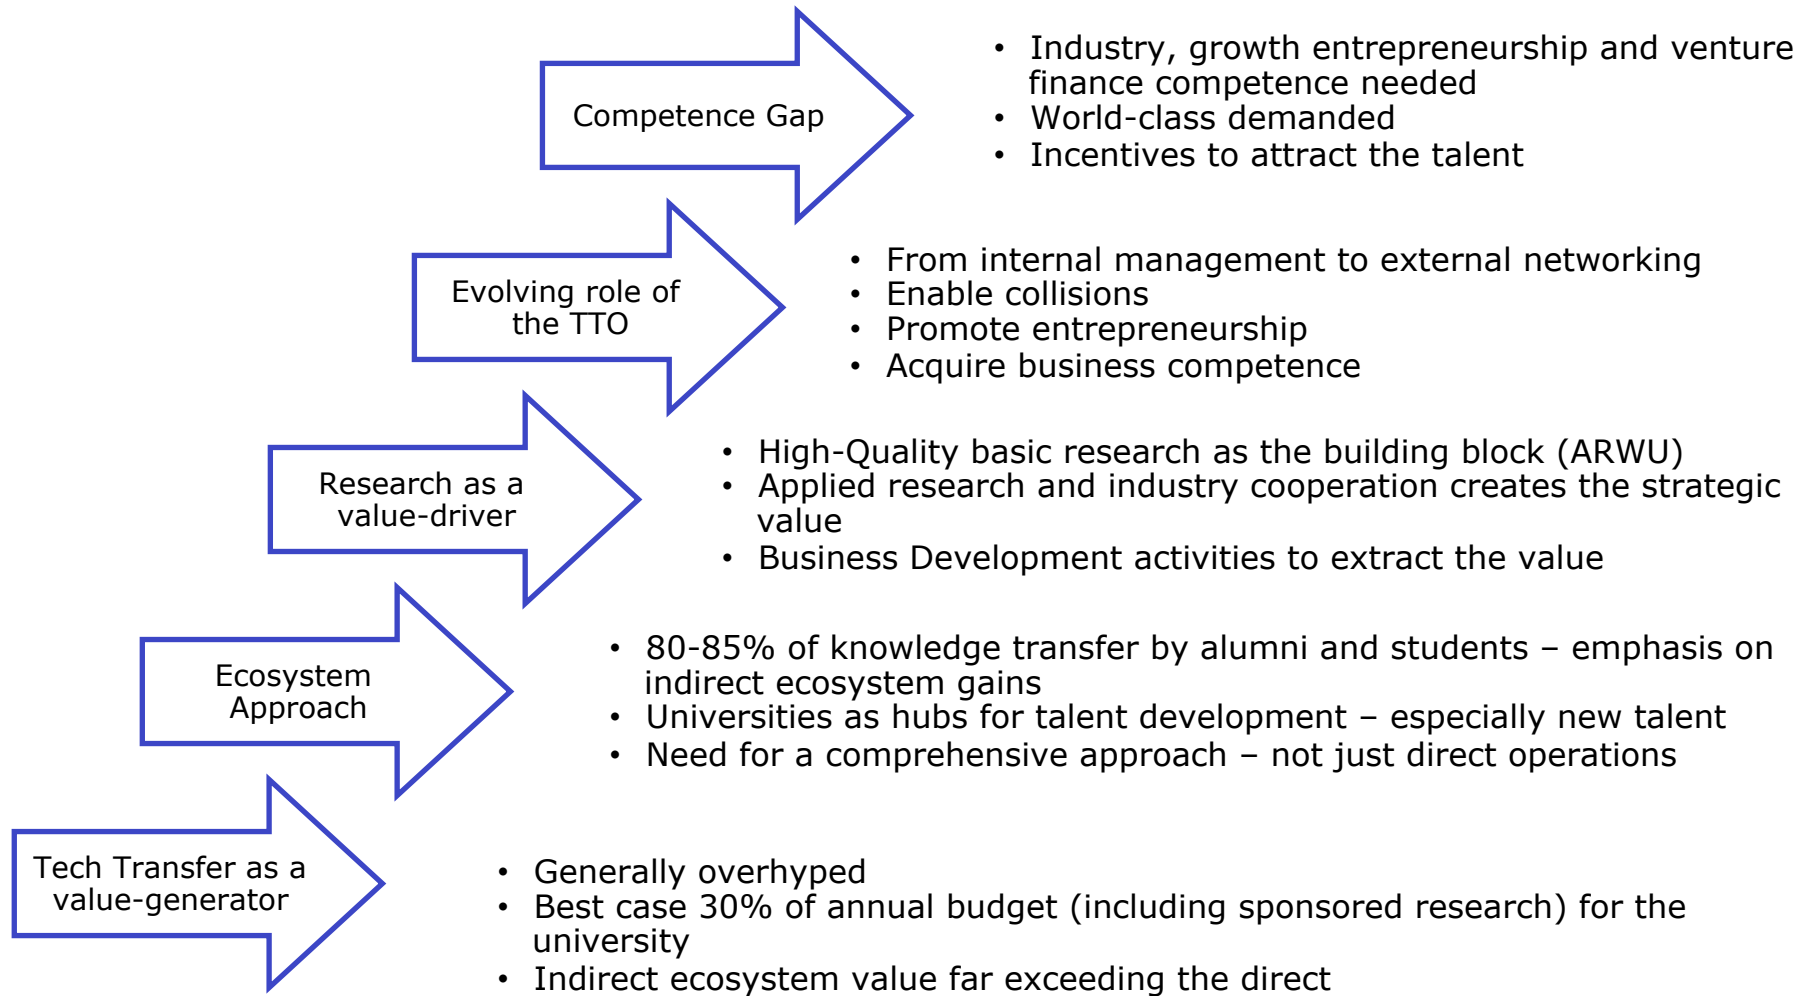 Competence Gap
• Industry, growth entrepreneurship and venture
finance competence needed
• World-class demanded
• Incentives to attract the talent
Evolving role of
the TTO
• From internal management to external networking
• Enable collisions
• Promote entrepreneurship
• Acquire business competence
Research as a
value-driver
• High-Quality basic research as the building block (ARWU)
• Applied research and industry cooperation creates the strategic
value
• Business Development activities to extract the value
Ecosystem
Approach
• 80-85% of knowledge transfer by alumni and students – emphasis on
indirect ecosystem gains
• Universities as hubs for talent development – especially new talent
• Need for a comprehensive approach – not just direct operations
Tech Transfer as a
value-generator
• Generally overhyped
• Best case 30% of annual budget (including sponsored research) for the
university
• Indirect ecosystem value far exceeding the direct